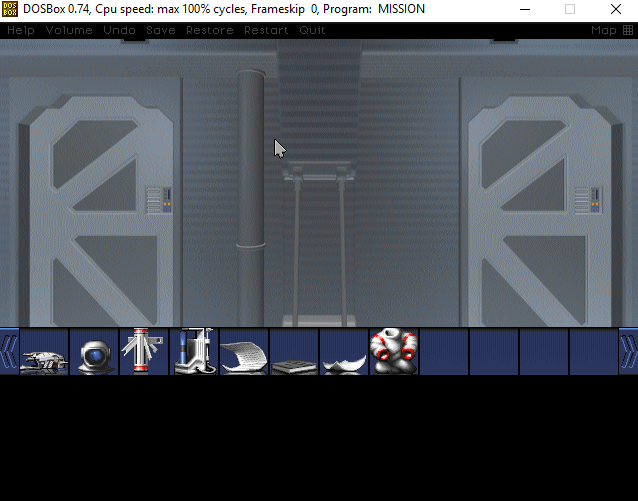 DOSBox 0.74, Cpu speed: max 100% cycles, Frameskip 0, Program: MISSION
Help Volume Undo Save Restore Restart Quit Map